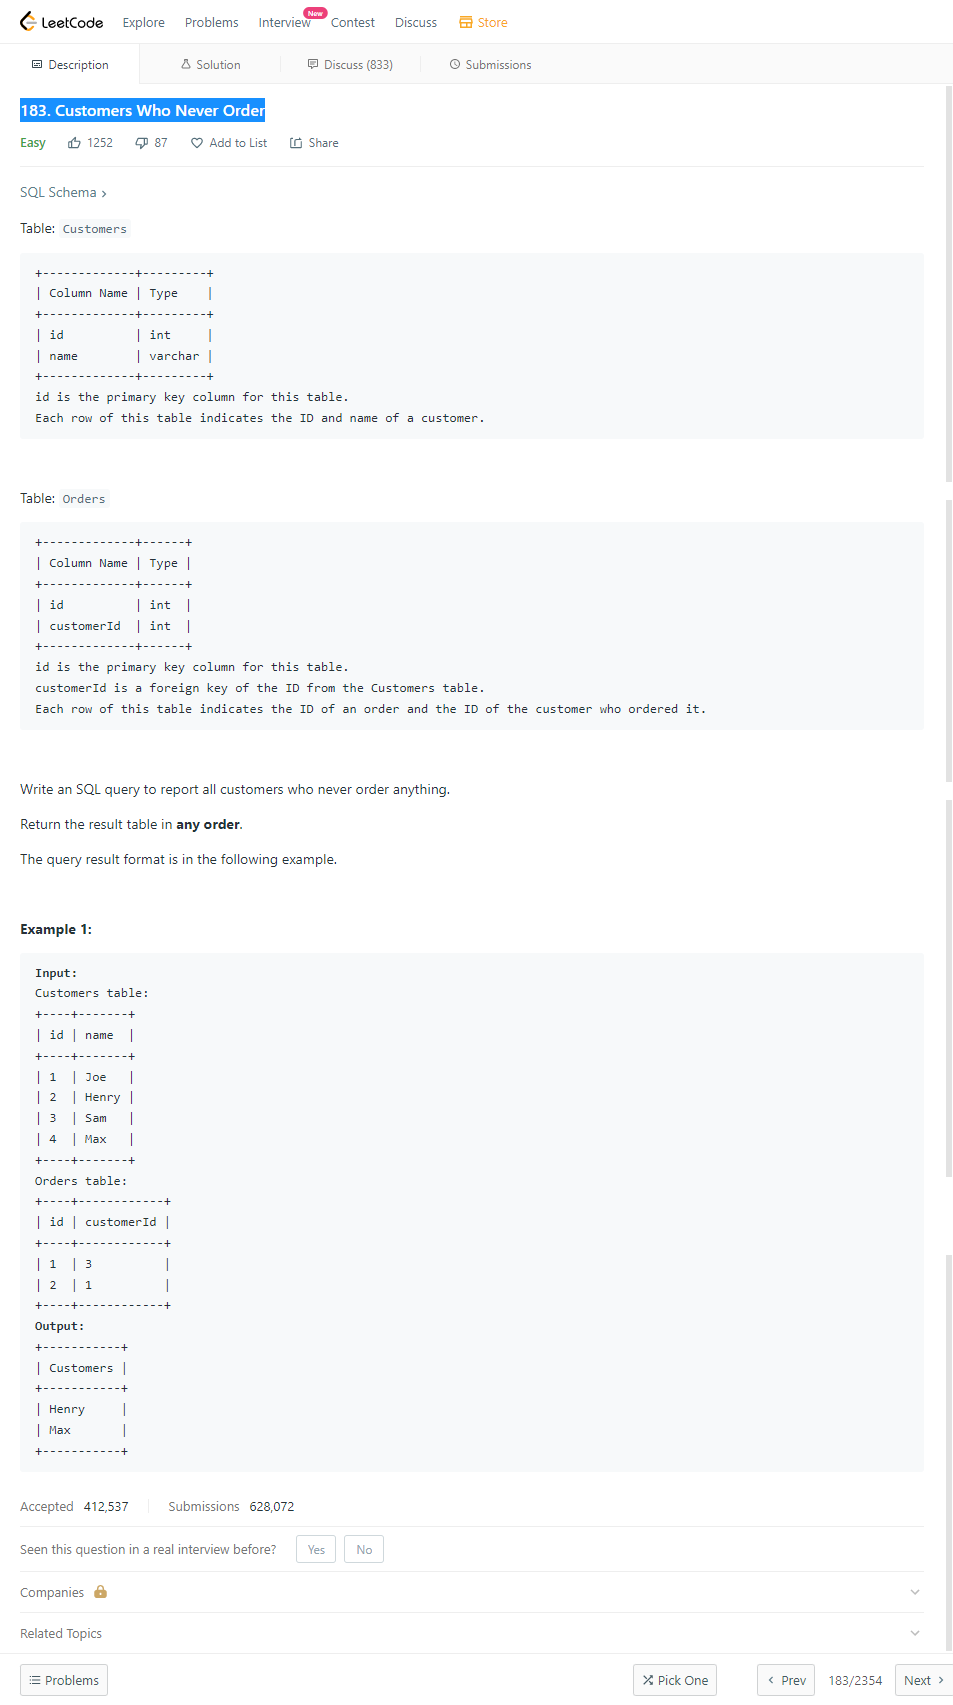 LeetCode Explore Problems Interview New Contest Discuss Store
Description Solution Discuss (833) Submissions
183. Customers Who Never Order
Easy 1252 87 Add to List Share
SQL Schema >
Table: Customers
+-------------+---------+
| Column Name | Type    |
+-------------+---------+
| id          | int     |
| name        | varchar |
+-------------+---------+
id is the primary key column for this table.
Each row of this table indicates the ID and name of a customer.
Table: Orders
+-------------+------+
| Column Name | Type |
+-------------+------+
| id          | int  |
| customerId  | int  |
+-------------+------+
id is the primary key column for this table.
customerId is a foreign key of the ID from the Customers table.
Each row of this table indicates the ID of an order and the ID of the customer who ordered it.
Write an SQL query to report all customers who never order anything.
Return the result table in any order.
The query result format is in the following example.
Example 1:
Input:
Customers table:
+----+-------+
| id | name  |
+----+-------+
| 1  | Joe   |
| 2  | Henry |
| 3  | Sam   |
| 4  | Max   |
+----+-------+
Orders table:
+----+------------+
| id | customerId |
+----+------------+
| 1  | 3          |
| 2  | 1          |
+----+------------+
Output:
+-----------+
| Customers |
+-----------+
| Henry     |
| Max       |
+-----------+
Accepted 412,537 Submissions 628,072
Seen this question in a real interview before? Yes No
Companies
Related Topics
Problems Pick One < Prev 183/2354 Next >